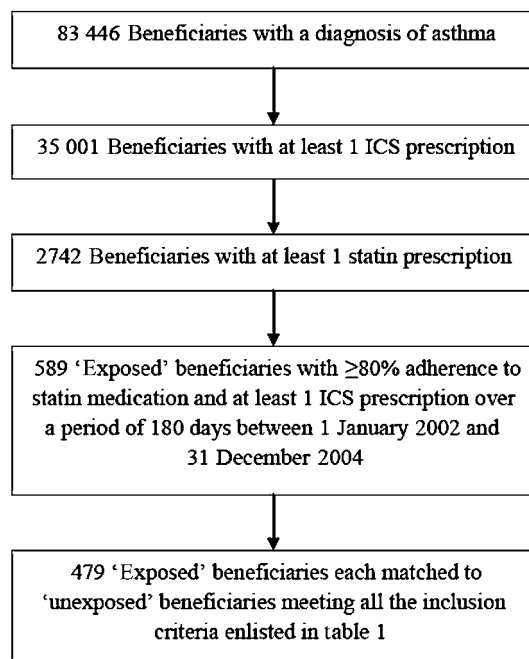 83 446 Beneficiaries with a diagnosis of asthma
35 001 Beneficiaries with at least 1 ICS prescription
2742 Beneficiaries with at least 1 statin prescription
589 ‘Exposed’ beneficiaries with ≥80% adherence to
statin medication and at least 1 ICS prescription over
a period of 180 days between 1 January 2002 and
31 December 2004
479 ‘Exposed’ beneficiaries each matched to
‘unexposed’ beneficiaries meeting all the inclusion
criteria enlisted in table 1